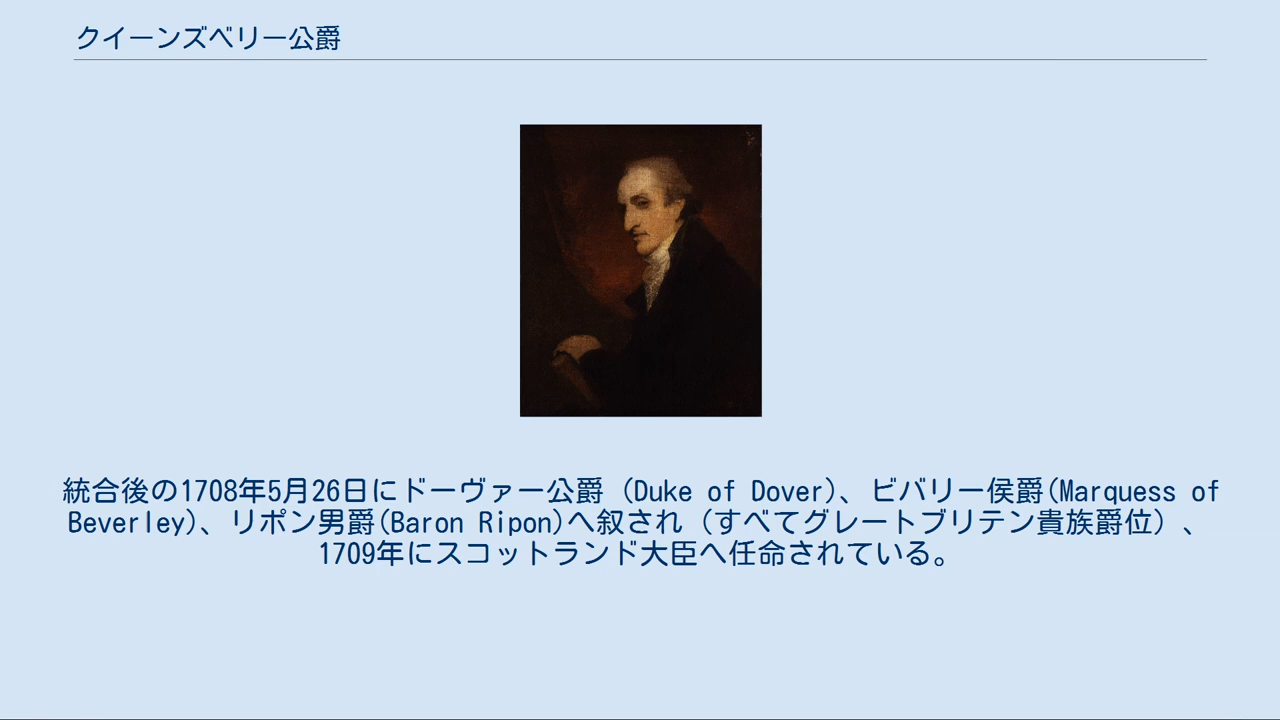 クイーンズベリー公爵
統合後の1708年5月26日にドーヴァー公爵（Duke of Dover)、ビバリー侯爵(Marquess of
Beverley)、リポン男爵(Baron Ripon)へ叙され（すべてグレートブリテン貴族爵位）、
1709年にスコットランド大臣へ任命されている。